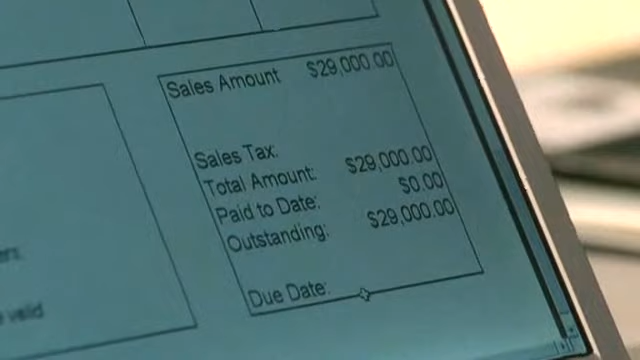 Sales Amount $29,000.00
Sales Tax:
Total Amount: $29,000.00
Paid to Date: $0.00
Outstanding: $29,000.00
Due Date:
valid